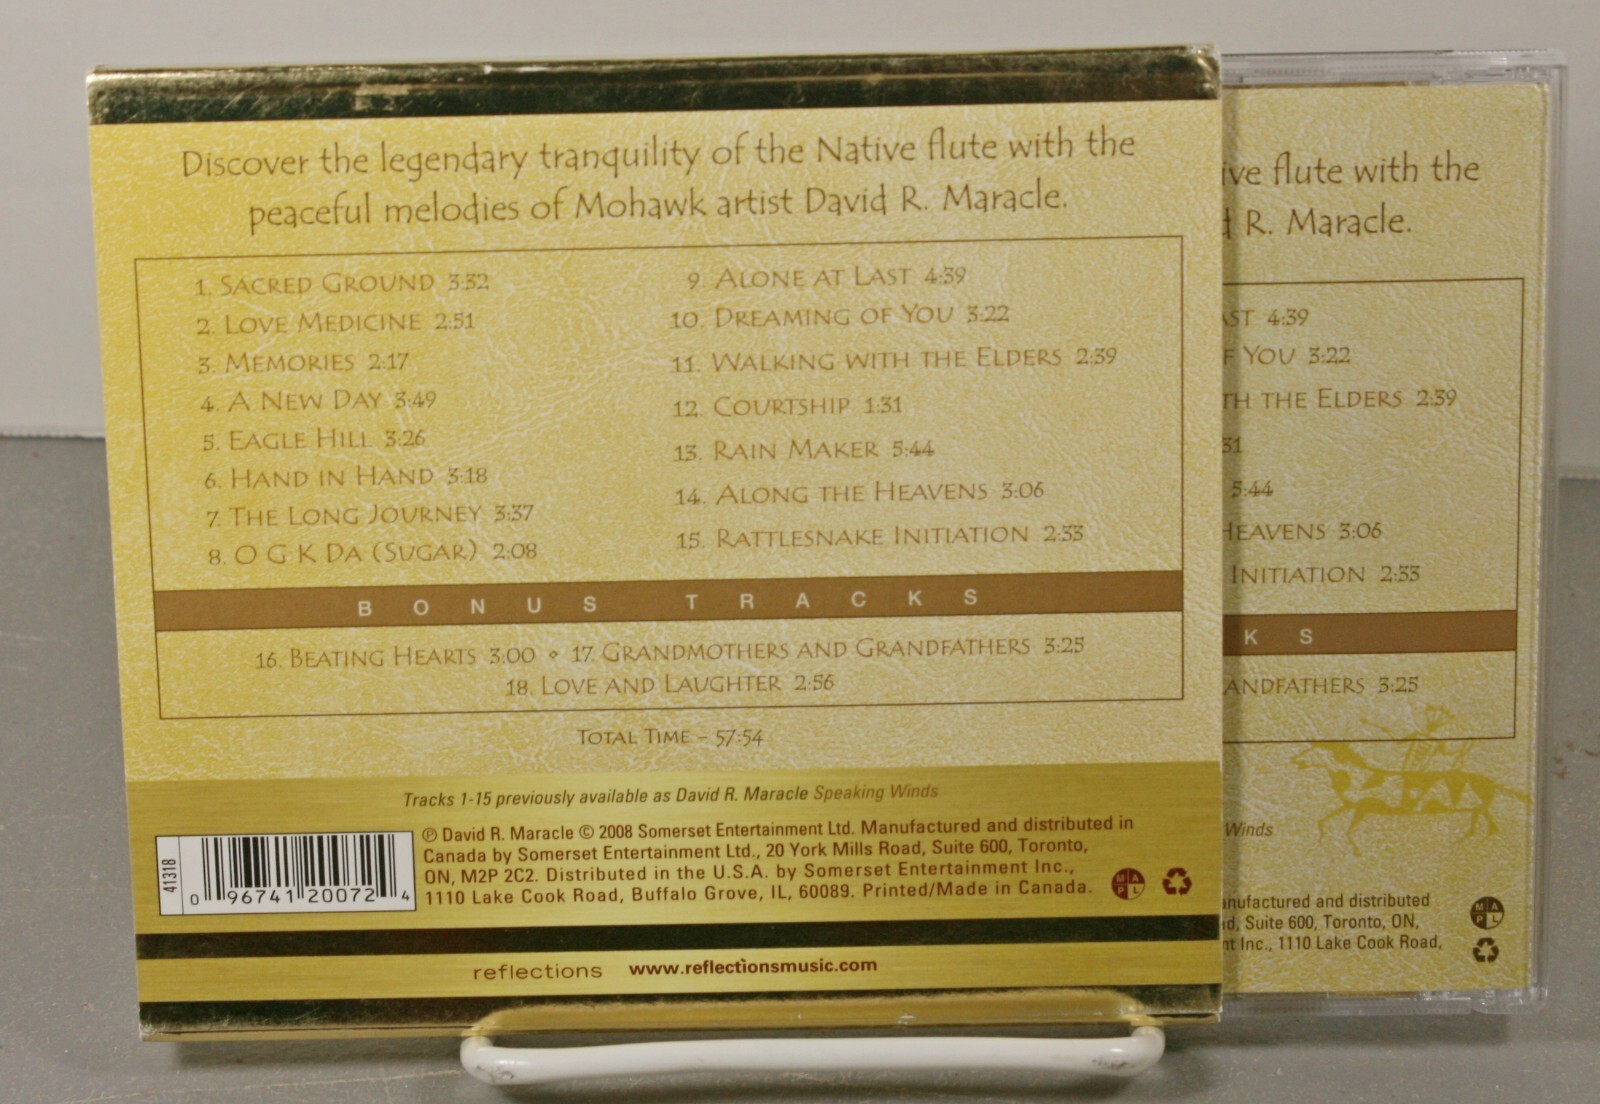 Discover the legendary tranquility of the Native flute with the
peaceful melodies of Mohawk artist David R. Maracle.
1. Sacred Ground 3:32
2. Love Medicine 2:51
3. Memories 2:17
4. A New Day 3:49
5. Eagle Hill 3:26
6. Hand in Hand 3:18
7. The Long Journey 3:37
8. O G K Da (Sugar) 2:08
9. Alone at Last 4:39
10. Dreaming of You 3:22
11. Walking with the Elders 2:39
12. Courtship 1:31
13. Rain Maker 5:44
14. Along the Heavens 3:06
15. Rattlesnake Initiation 2:33
BONUS TRACKS
16. Beating Hearts 3:00 • 17. Grandmothers and Grandfathers 3:25
18. Love and Laughter 2:56
Total Time – 57:54
Tracks 1-15 previously available as David R. Maracle Speaking Winds
℗ David R. Maracle © 2008 Somerset Entertainment Ltd. Manufactured and distributed in
Canada by Somerset Entertainment Ltd., 20 York Mills Road, Suite 600, Toronto,
ON, M2P 2C2. Distributed in the U.S.A. by Somerset Entertainment Inc.,
1110 Lake Cook Road, Buffalo Grove, IL, 60089. Printed/Made in Canada.
M A P L
41318
0 96741 20072 4
reflections www.reflectionsmusic.com
ive flute with the
d R. Maracle.
ast 4:39
f You 3:22
th the Elders 2:39
31
5:44
Heavens 3:06
Initiation 2:33
KS
andfathers 3:25
Winds
anufactured and distributed
ad, Suite 600, Toronto, ON,
nt Inc., 1110 Lake Cook Road,
M A P L